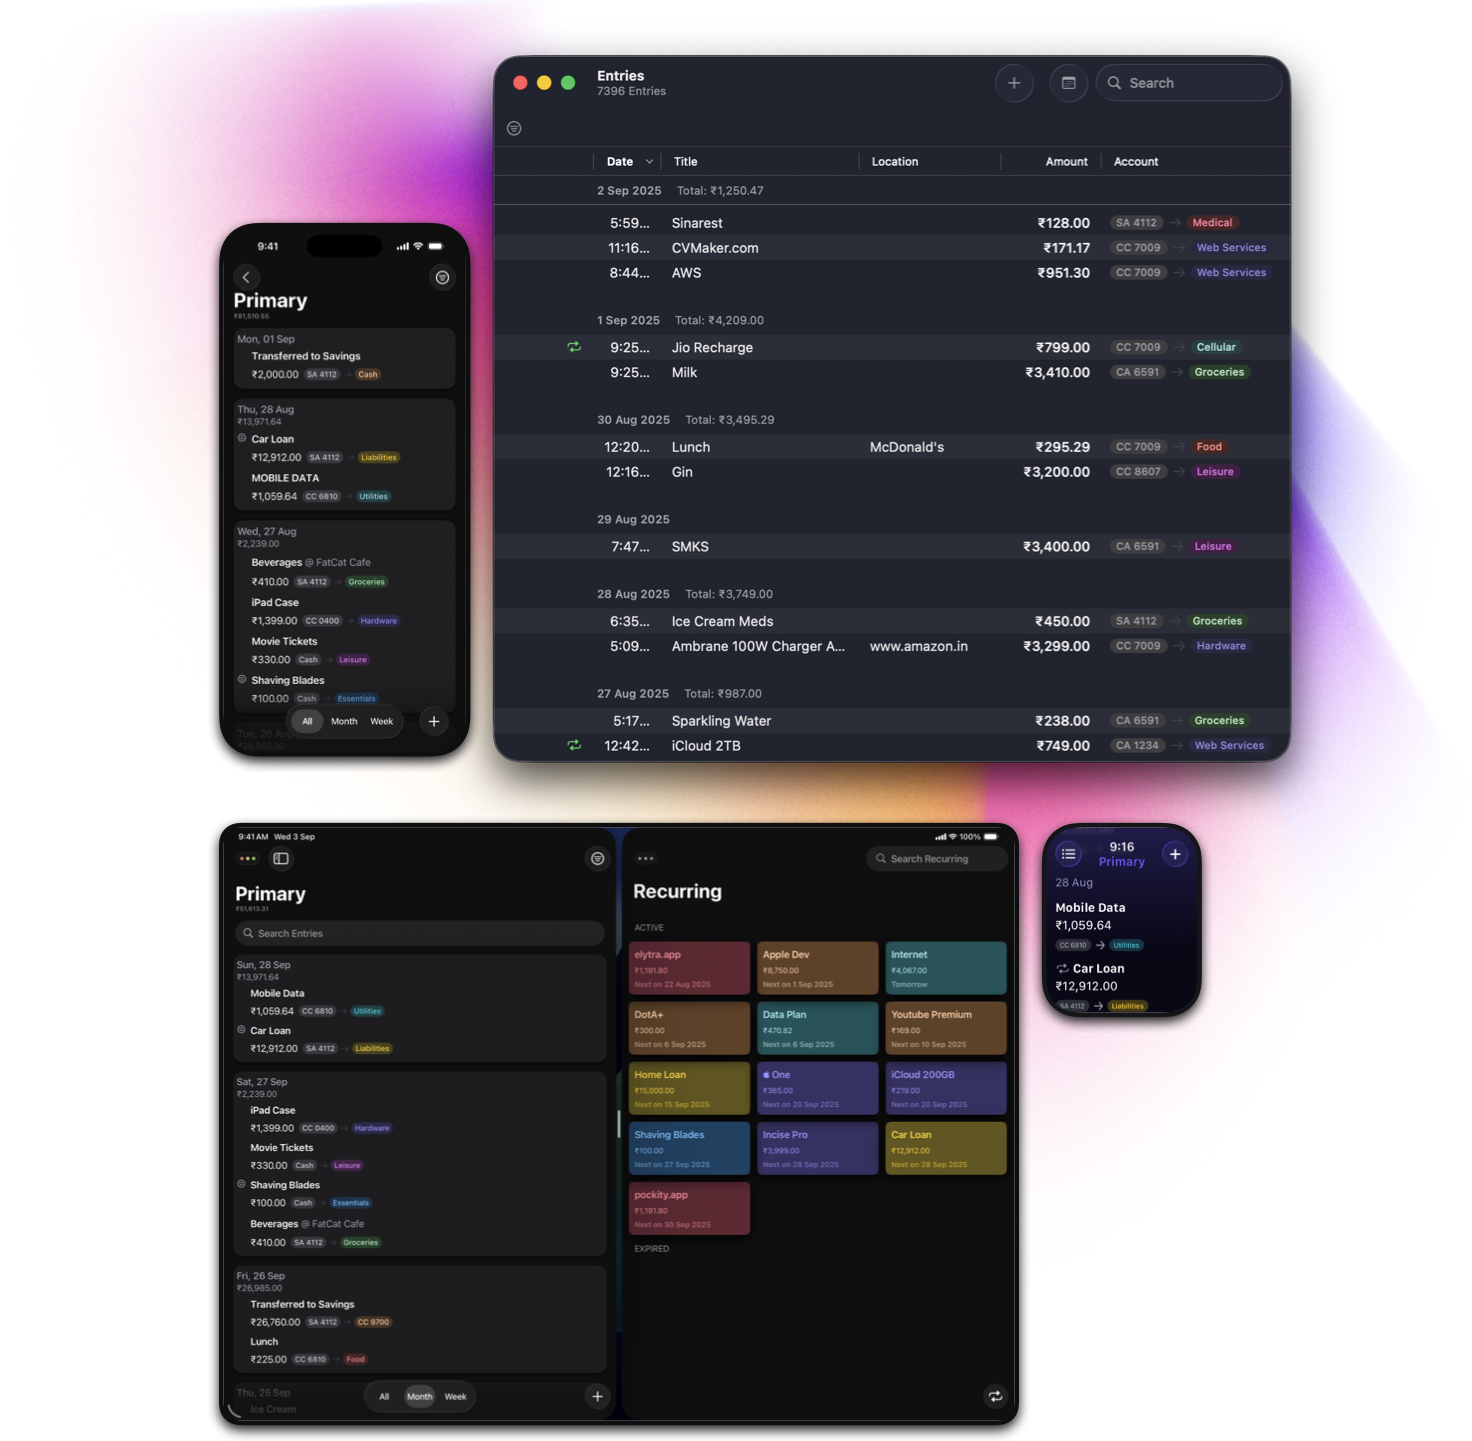 Entries
7396 Entries
Search
Date Title Location Amount Account
2 Sep 2025 Total: ₹1,250.47
5:59... Sinarest ₹128.00 SA 4112 → Medical
11:16... CVMaker.com ₹171.17 CC 7009 → Web Services
8:44... AWS ₹951.30 CC 7009 → Web Services
1 Sep 2025 Total: ₹4,209.00
9:25... Jio Recharge ₹799.00 CC 7009 → Cellular
9:25... Milk ₹3,410.00 CA 6591 → Groceries
30 Aug 2025 Total: ₹3,495.29
12:20... Lunch McDonald's ₹295.29 CC 7009 → Food
12:16... Gin ₹3,200.00 CC 8607 → Leisure
29 Aug 2025
7:47... SMKS ₹3,400.00 CA 6591 → Leisure
28 Aug 2025 Total: ₹3,749.00
6:35... Ice Cream Meds ₹450.00 SA 4112 → Groceries
5:09... Ambrane 100W Charger A... www.amazon.in ₹3,299.00 CC 7009 → Hardware
27 Aug 2025 Total: ₹987.00
5:17... Sparkling Water ₹238.00 CA 6591 → Groceries
12:42... iCloud 2TB ₹749.00 CA 1234 → Web Services
9:41
Primary
₹81,510.55
Mon, 01 Sep
Transferred to Savings
₹2,000.00 SA 4112 → Cash
Thu, 28 Aug
₹13,971.64
Car Loan
₹12,912.00 SA 4112 → Liabilities
MOBILE DATA
₹1,059.64 CC 6810 → Utilities
Wed, 27 Aug
₹2,239.00
Beverages @ FatCat Cafe
₹410.00 SA 4112 → Groceries
iPad Case
₹1,399.00 CC 0400 → Hardware
Movie Tickets
₹330.00 Cash → Leisure
Shaving Blades
₹100.00 Cash → Essentials
All Month Week
Tue, 26 Aug
₹26,985.00
9:41 AM Wed 3 Sep
Primary
₹51,613.31
Search Entries
Sun, 28 Sep
₹13,971.64
Mobile Data
₹1,059.64 CC 6810 → Utilities
Car Loan
₹12,912.00 SA 4112 → Liabilities
Sat, 27 Sep
₹2,239.00
iPad Case
₹1,399.00 CC 0400 → Hardware
Movie Tickets
₹330.00 Cash → Leisure
Shaving Blades
₹100.00 Cash → Essentials
Beverages @ FatCat Cafe
₹410.00 SA 4112 → Groceries
Fri, 26 Sep
₹26,985.00
Transferred to Savings
₹26,760.00 SA 4112 → CC 9700
Lunch
₹225.00 CC 6810 → Food
Thu, 25 Sep
Ice Cream
All Month Week
100%
Search Recurring
Recurring
ACTIVE
elytra.app Apple Dev Internet
₹1,191.80 ₹8,750.00 ₹4,067.00
Next on 22 Aug 2025 Next on 1 Sep 2025 Tomorrow
DotA+ Data Plan Youtube Premium
₹300.00 ₹470.82 ₹169.00
Next on 6 Sep 2025 Next on 6 Sep 2025 Next on 10 Sep 2025
Home Loan One iCloud 200GB
₹15,000.00 ₹365.00 ₹219.00
Next on 15 Sep 2025 Next on 20 Sep 2025 Next on 20 Sep 2025
Shaving Blades Incise Pro Car Loan
₹100.00 ₹3,999.00 ₹12,912.00
Next on 27 Sep 2025 Next on 28 Sep 2025 Next on 28 Sep 2025
pockity.app
₹1,191.80
Next on 30 Sep 2025
EXPIRED
9:16
Primary
28 Aug
Mobile Data
₹1,059.64
CC 6810 → Utilities
Car Loan
₹12,912.00
SA 4112 → Liabilities